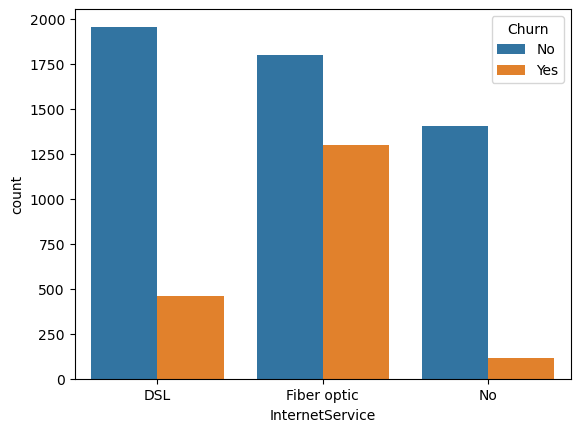 2000
1750
1500
1250
1000
750
500
250
0
count
Churn
No
Yes
DSL Fiber optic No
InternetService